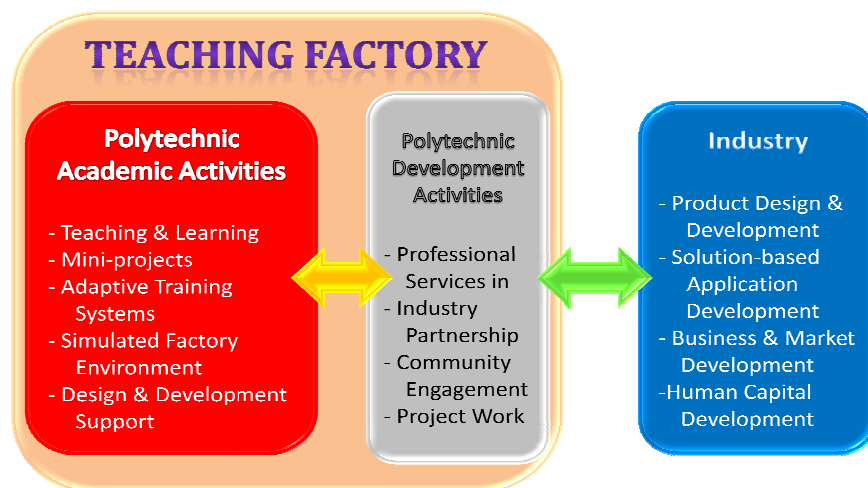 TEACHING FACTORY
Polytechnic
Academic Activities
- Teaching & Learning
- Mini-projects
- Adaptive Training
Systems
- Simulated Factory
Environment
- Design & Development
Support
Polytechnic
Development
Activities
- Professional
Services in
- Industry
Partnership
- Community
Engagement
- Project Work
Industry
- Product Design &
Development
- Solution-based
Application
Development
- Business & Market
Development
-Human Capital
Development